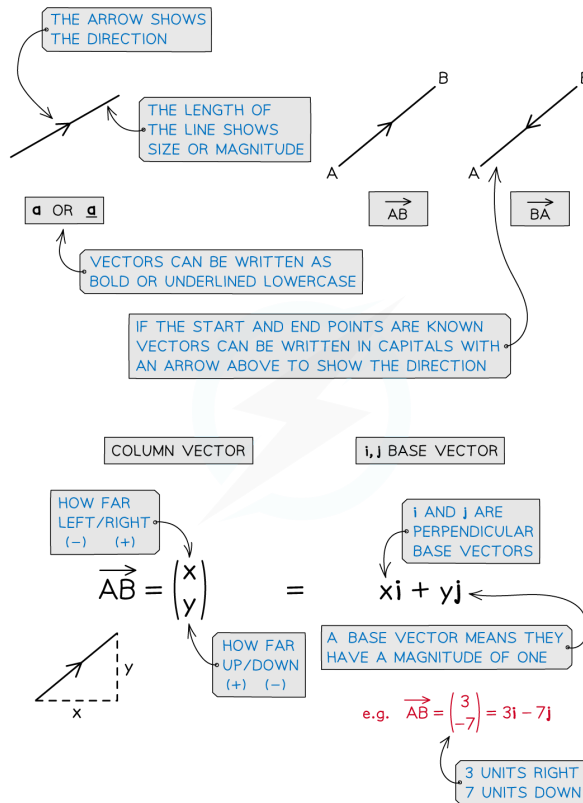 THE ARROW SHOWS
THE DIRECTION
THE LENGTH OF
THE LINE SHOWS
SIZE OR MAGNITUDE
B
A
AB
B
A
BA
a OR a
VECTORS CAN BE WRITTEN AS
BOLD OR UNDERLINED LOWERCASE
IF THE START AND END POINTS ARE KNOWN
VECTORS CAN BE WRITTEN IN CAPITALS WITH
AN ARROW ABOVE TO SHOW THE DIRECTION
COLUMN VECTOR
i, j BASE VECTOR
HOW FAR
LEFT/RIGHT
(−) (+)
i AND j ARE
PERPENDICULAR
BASE VECTORS
AB = (x y) = xi + yj
HOW FAR
UP/DOWN
(+) (−)
A BASE VECTOR MEANS THEY
HAVE A MAGNITUDE OF ONE
y
x
e.g. AB = (3 −7) = 3i − 7j
3 UNITS RIGHT
7 UNITS DOWN